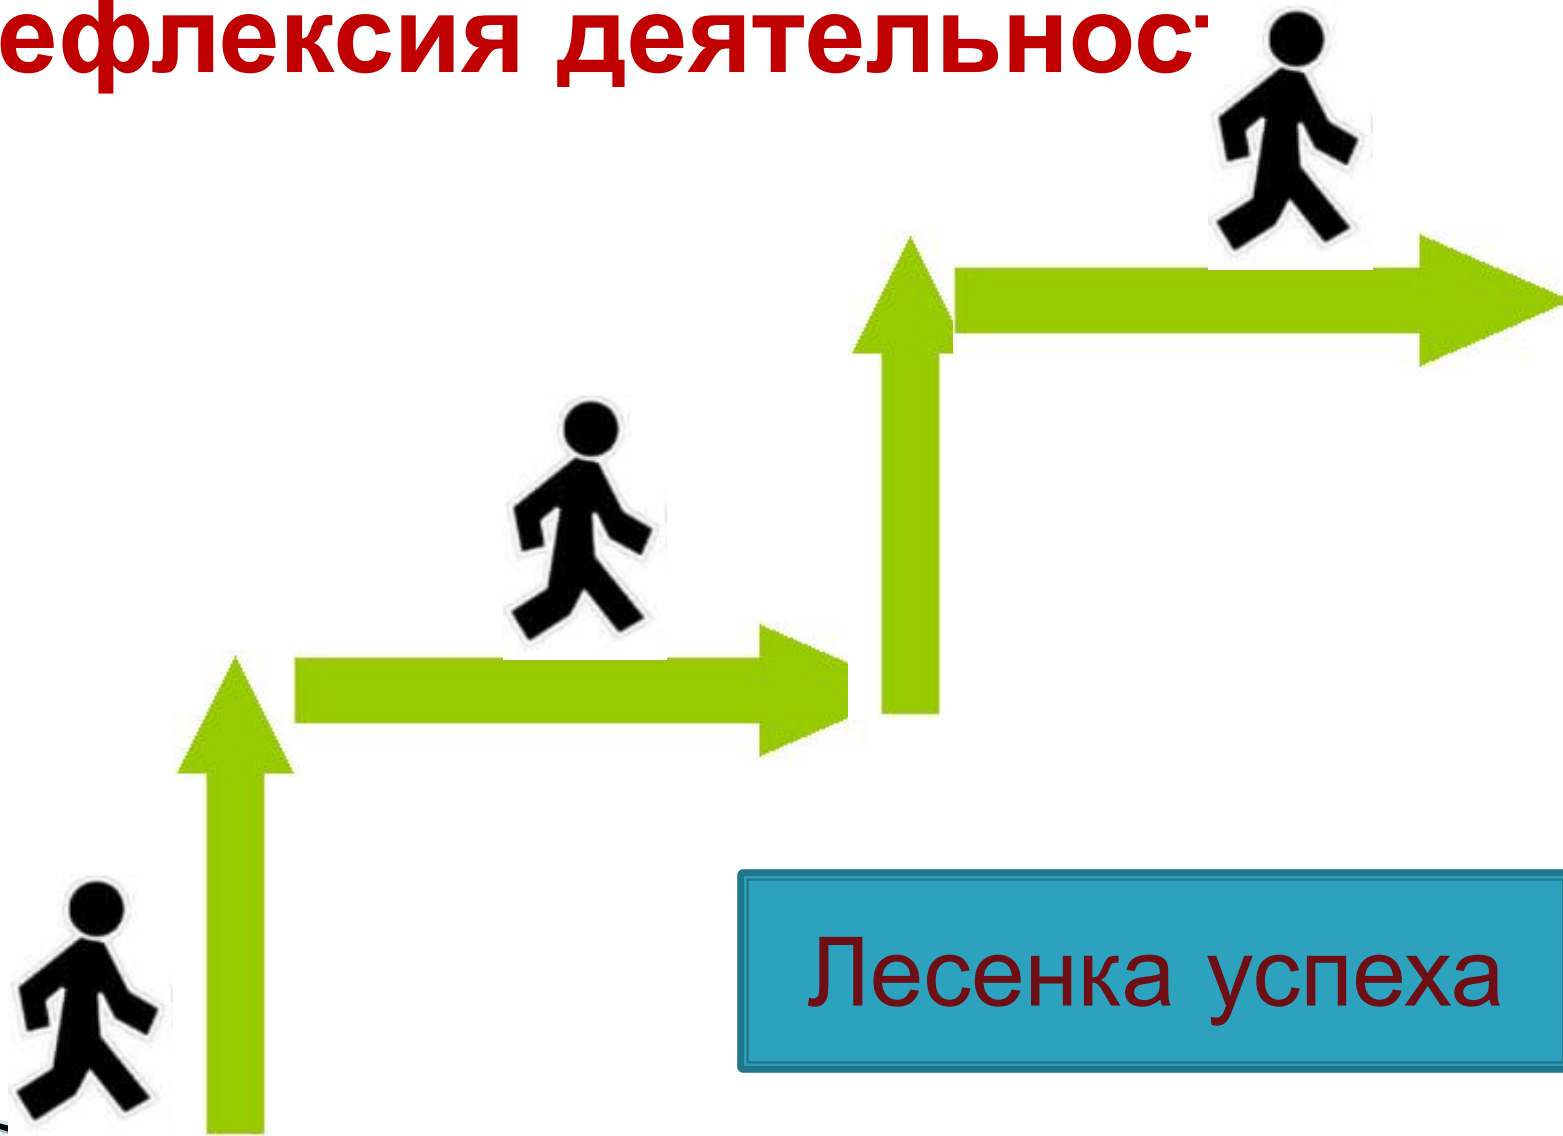 ефлексия деятельнос
Лесенка успеха